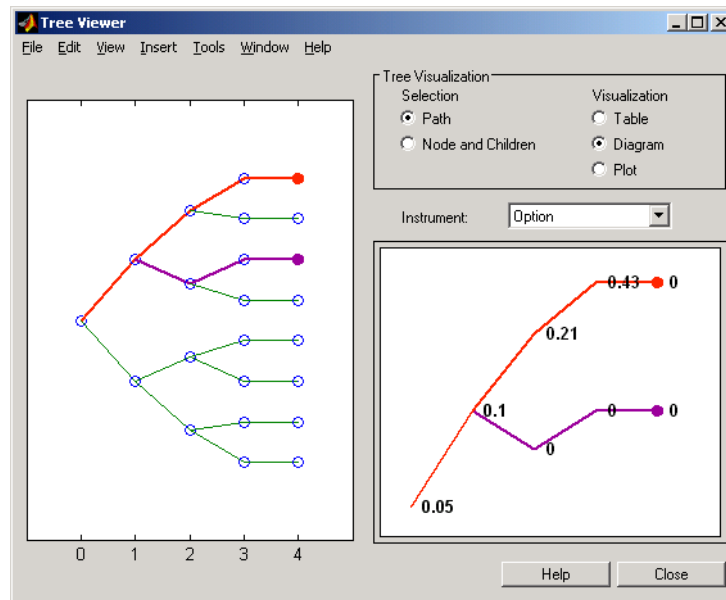 Tree Viewer
File Edit View Insert Tools Window Help
Tree Visualization
Selection
Visualization
Path
Table
Node and Children
Diagram
Plot
Instrument:
Option
0.43 0
0.21
0.1
0 0
0
0.05
0 1 2 3 4
Help
Close